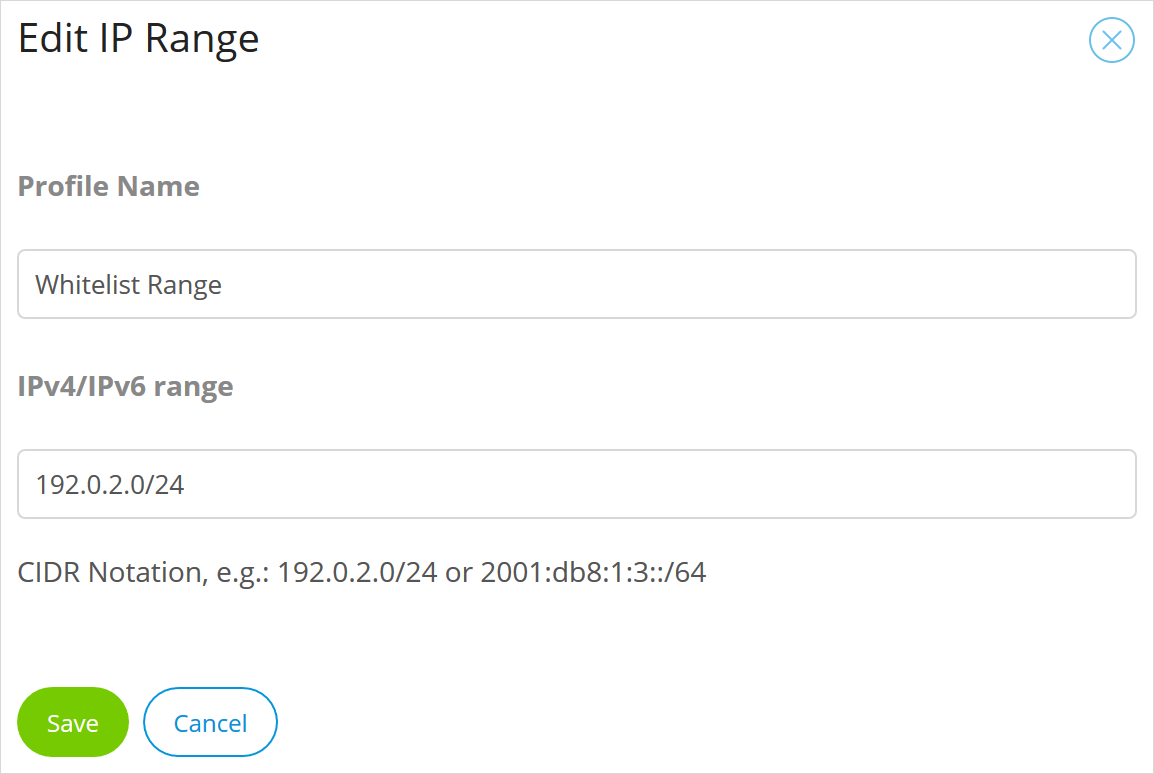 Edit IP Range
Profile Name
Whitelist Range
IPv4/IPv6 range
192.0.2.0/24
CIDR Notation, e.g.: 192.0.2.0/24 or 2001:db8:1:3::/64
Save Cancel